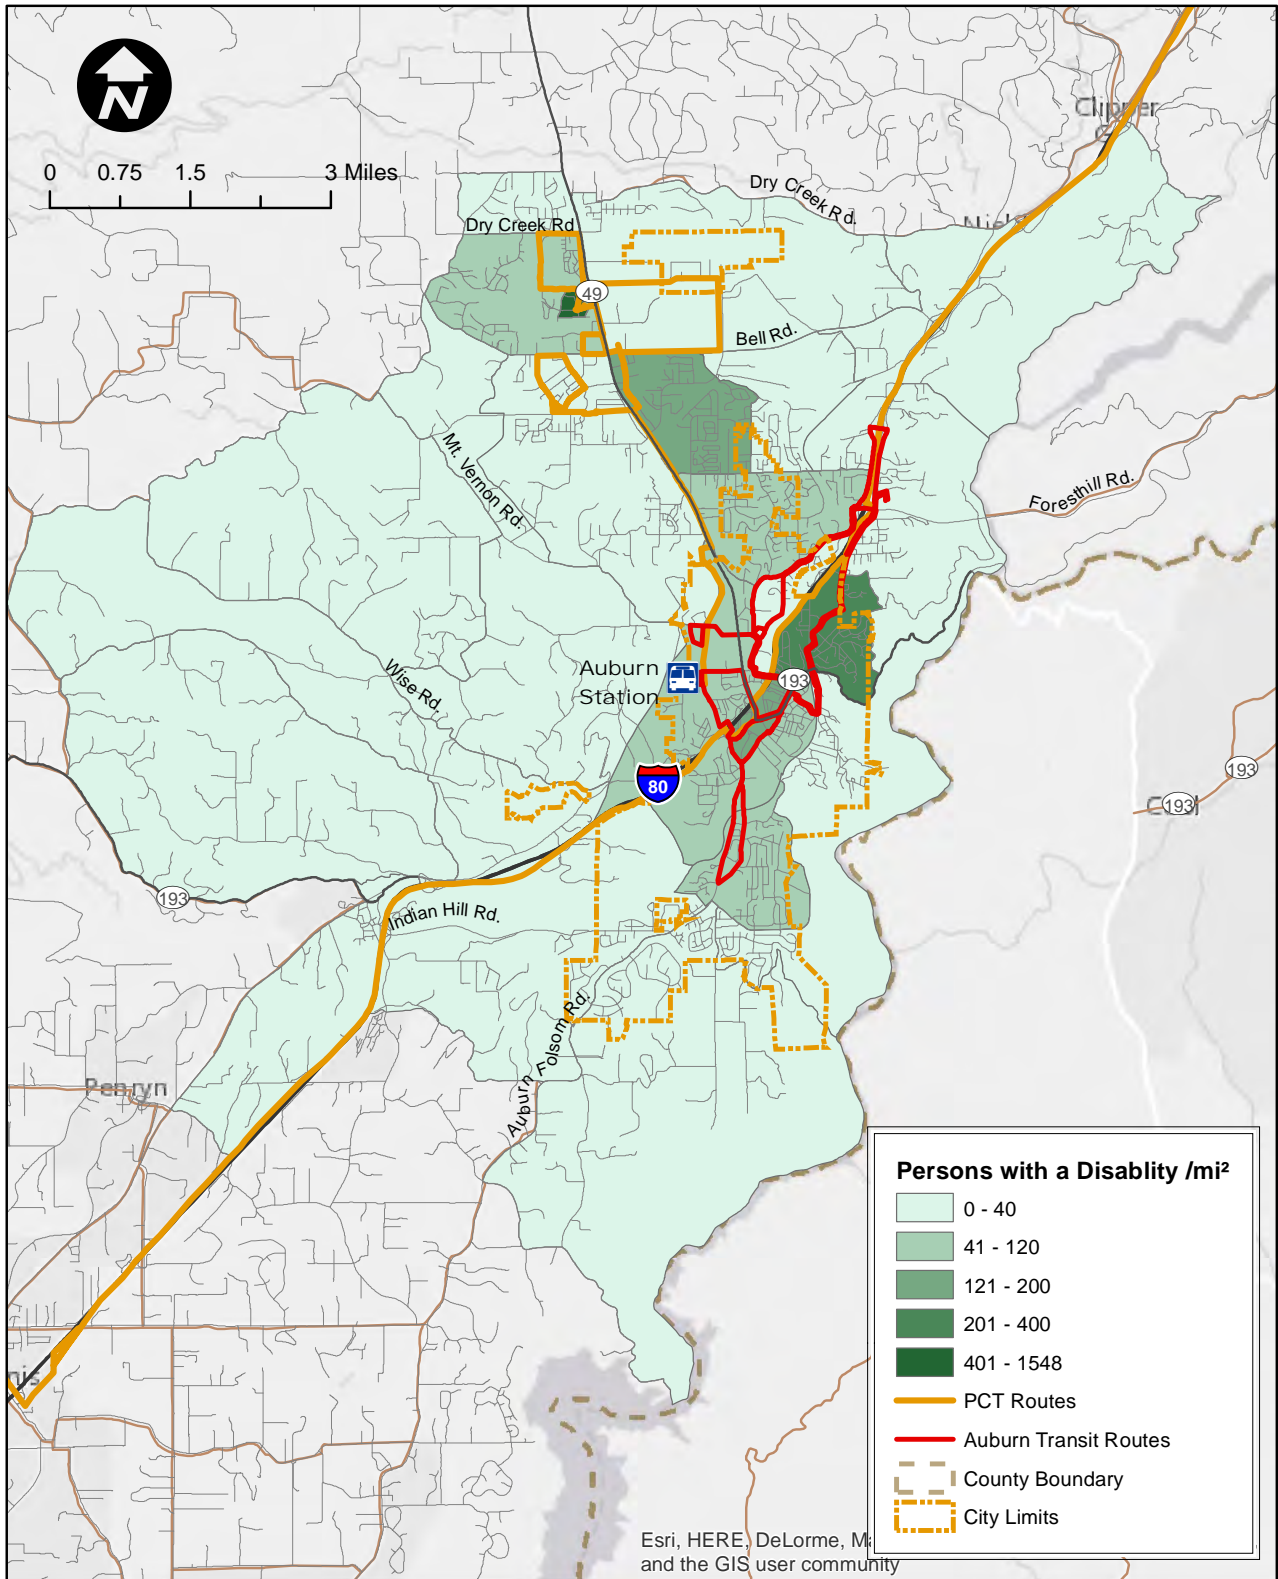 Clipper
N
0 0.75 1.5 3 Miles
Dry Creek Rd.
Dry Creek Rd
49
Bell Rd.
Mt. Vernon Rd.
Foresthill Rd.
Auburn
Station
193
Wise Rd.
80
193
193
193
Indian Hill Rd.
Auburn Folsom Rd.
Penryn
Persons with a Disablity /mi²
0 - 40
41 - 120
121 - 200
201 - 400
401 - 1548
PCT Routes
Auburn Transit Routes
County Boundary
City Limits
Esri, HERE, DeLorme,
and the GIS user community